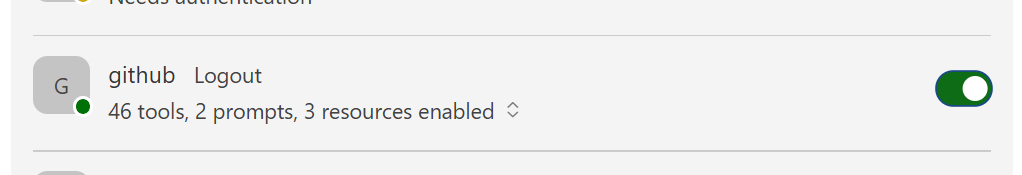 Needs authentication
G
github Logout
46 tools, 2 prompts, 3 resources enabled